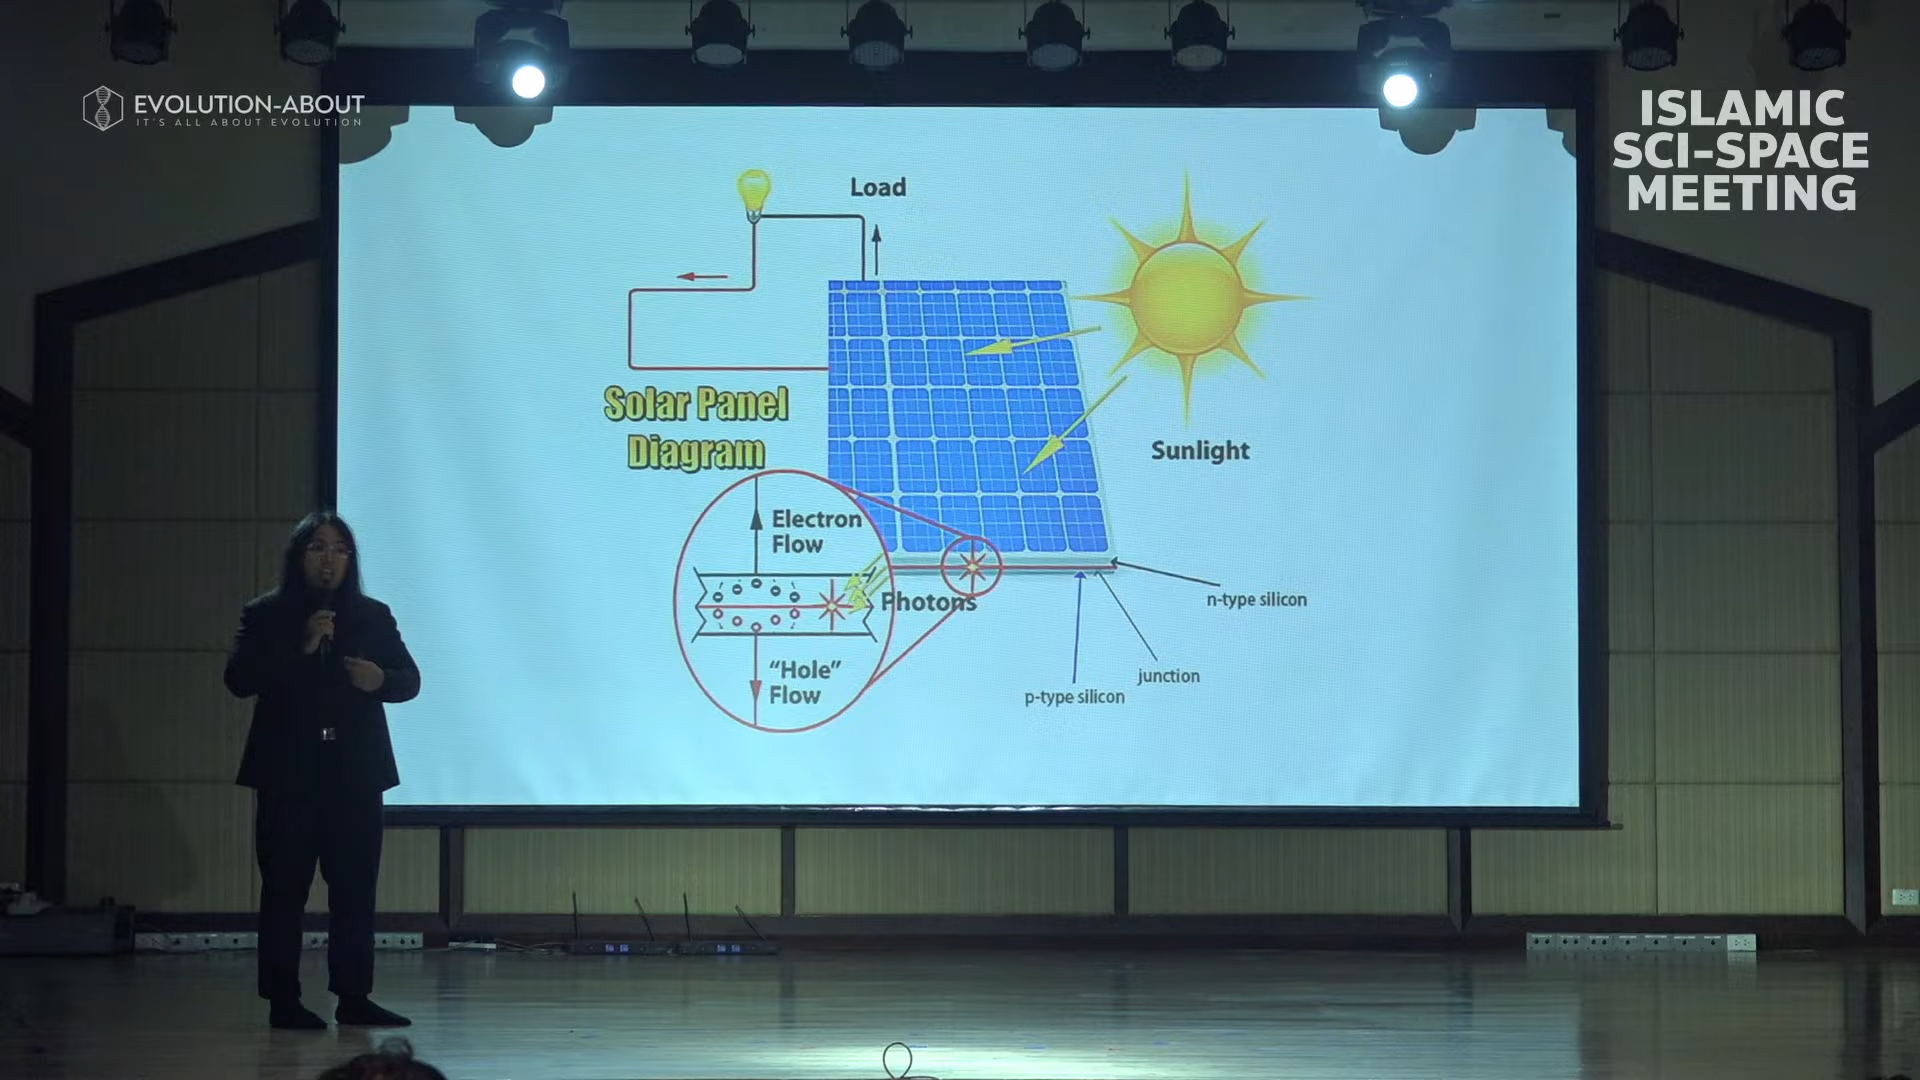 EVOLUTION-ABOUT
IT'S ALL ABOUT EVOLUTION
ISLAMIC
SCI-SPACE
MEETING
Load
Solar Panel
Diagram
Sunlight
Electron
Flow
Photons
"Hole"
Flow
n-type silicon
junction
p-type silicon